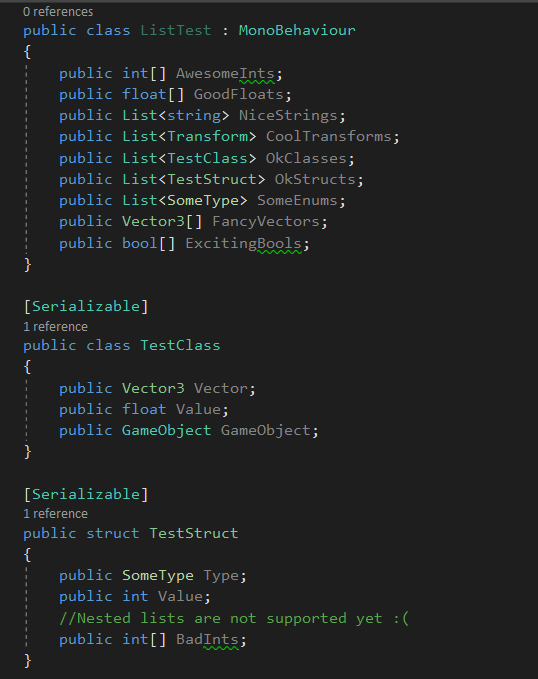 0 references
public class ListTest : MonoBehaviour
{
public int[] AwesomeInts;
public float[] GoodFloats;
public List<string> NiceStrings;
public List<Transform> CoolTransforms;
public List<TestClass> OkClasses;
public List<TestStruct> OkStructs;
public List<SomeType> SomeEnums;
public Vector3[] FancyVectors;
public bool[] ExcitingBools;
}
[Serializable]
1 reference
public class TestClass
{
public Vector3 Vector;
public float Value;
public GameObject GameObject;
}
[Serializable]
1 reference
public struct TestStruct
{
public SomeType Type;
public int Value;
//Nested lists are not supported yet :(
public int[] BadInts;
}